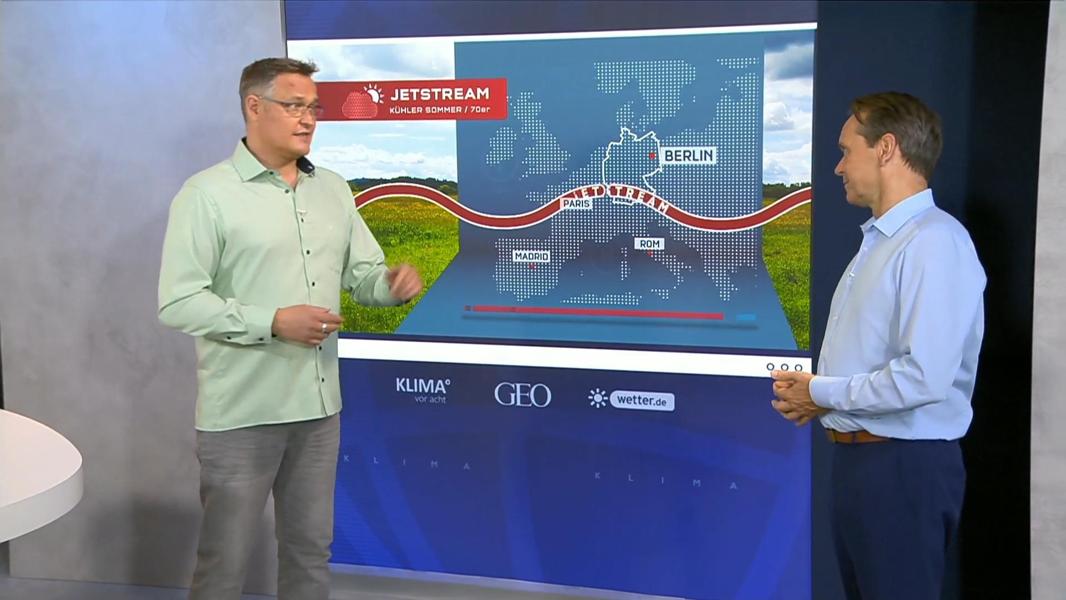 JETSTREAM
KÜHLER SOMMER / 70er
BERLIN
JETSTREAM
PARIS
ROM
MADRID
KLIMA°
vor acht
GEO
wetter.de
KLIMA
KLIMA